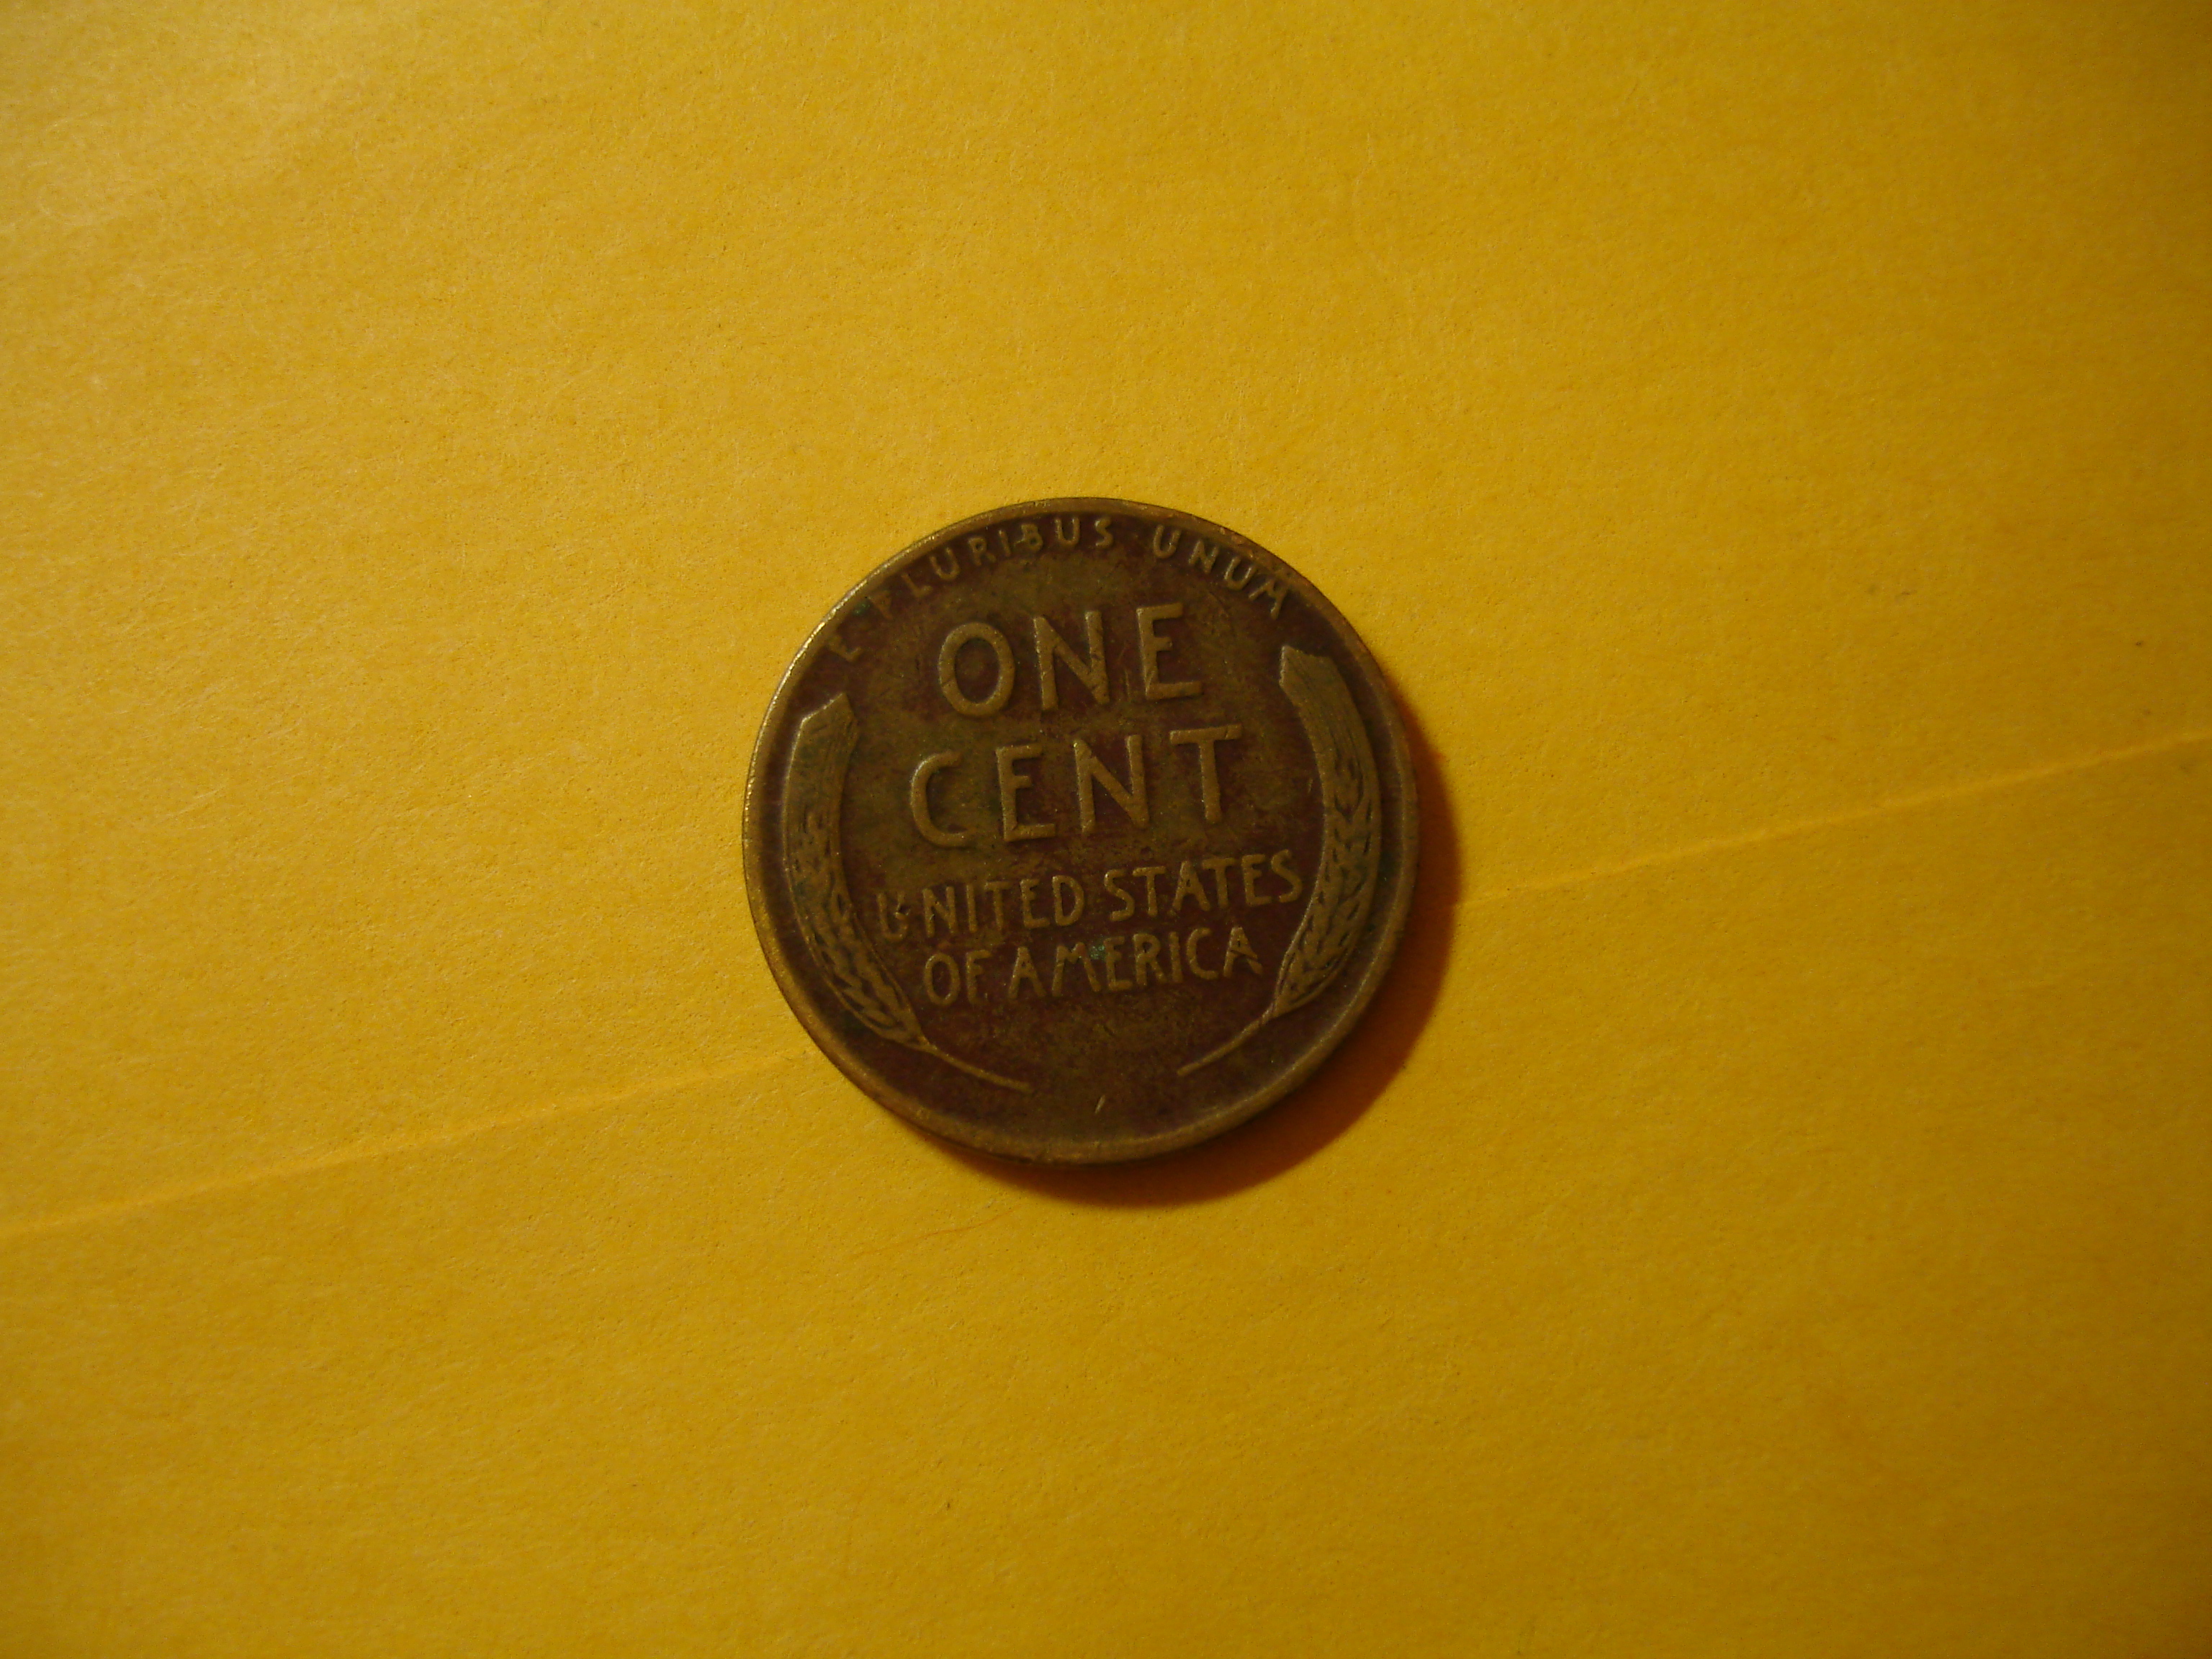 E PLURIBUS · UNUM
ONE
CENT
UNITED STATES
OF AMERICA